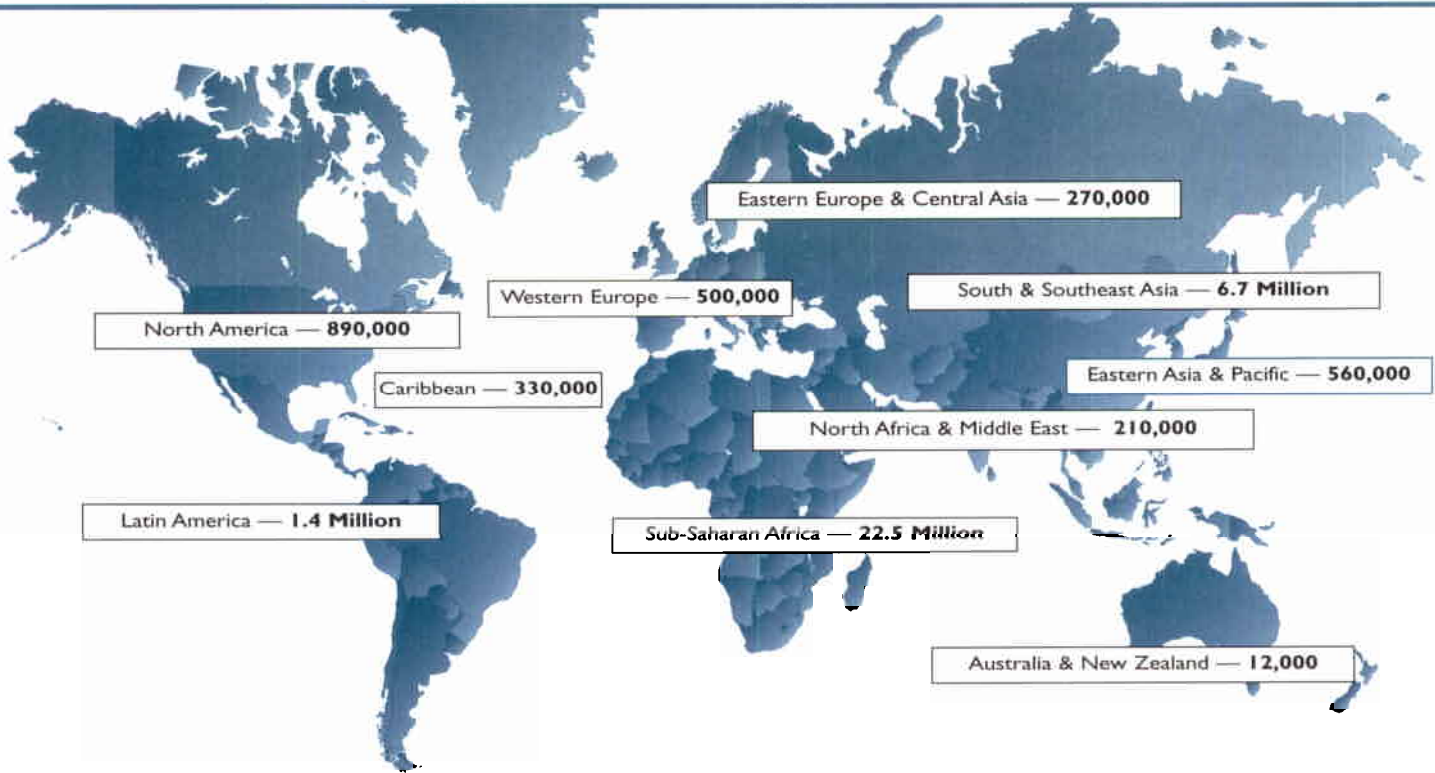 Eastern Europe & Central Asia — 270,000
Western Europe — 500,000
South & Southeast Asia — 6.7 Million
North America — 890,000
Caribbean — 330,000
Eastern Asia & Pacific — 560,000
North Africa & Middle East — 210,000
Latin America — 1.4 Million
Sub-Saharan Africa — 22.5 Million
Australia & New Zealand — 12,000